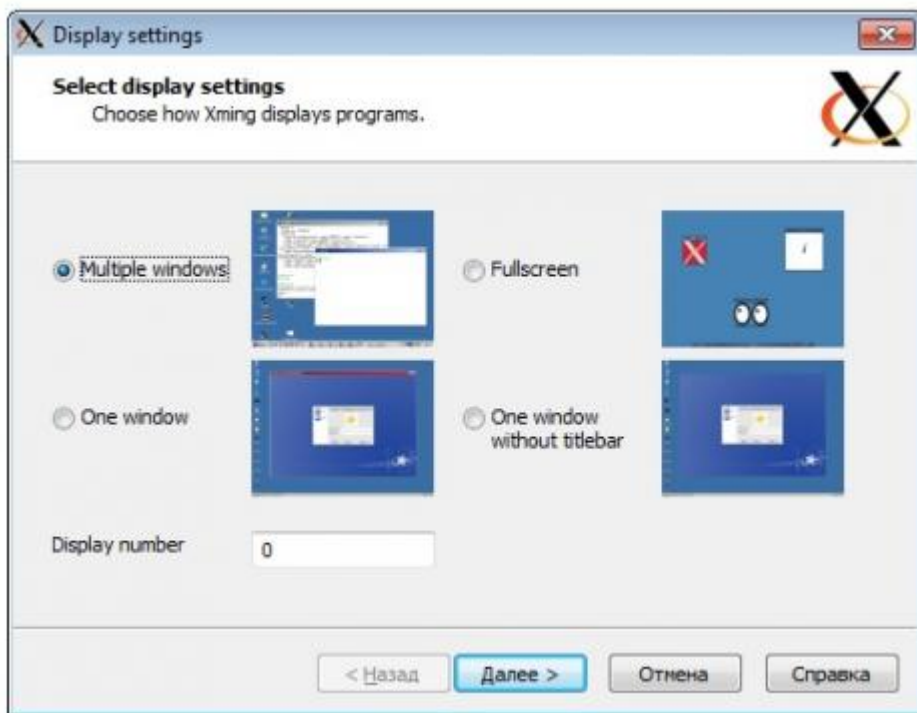 Display settings
Select display settings
Choose how Xming displays programs.
Multiple windows
Fullscreen
One window
One window
without titlebar
Display number
0
< Назад
Далее >
Отмена
Справка